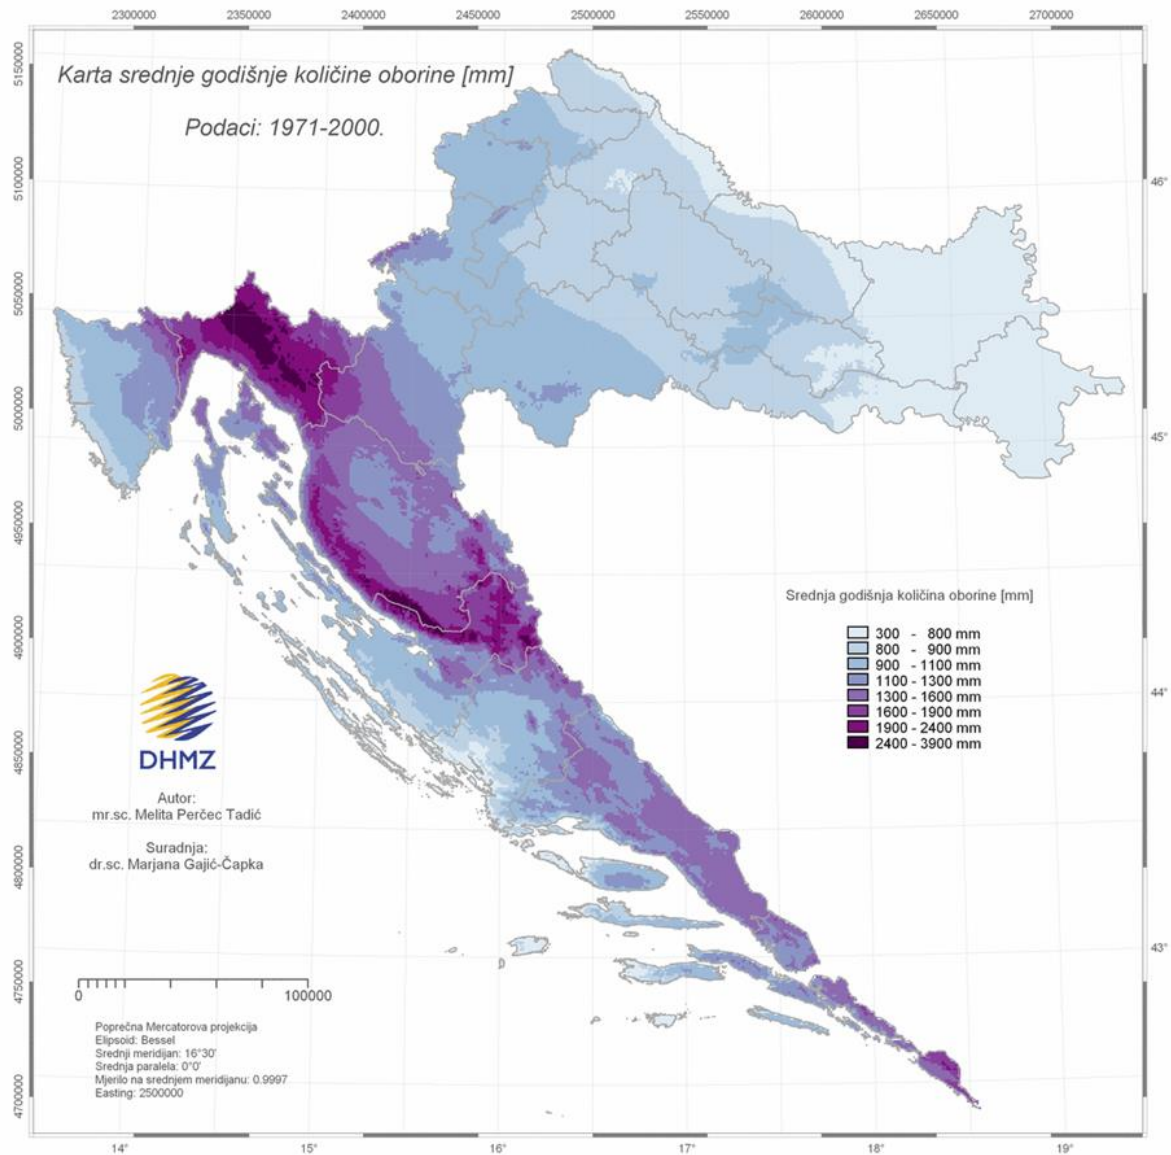 2300000 2350000 2400000 2450000 2500000 2550000 2600000 2650000 2700000
Karta srednje godišnje količine oborine [mm]
Podaci: 1971-2000.
5150000
5100000
5050000
5000000
4950000
4900000
4850000
4800000
4750000
4700000
46°
45°
44°
43°
Srednja godišnja količina oborine [mm]
300 - 800 mm
800 - 900 mm
900 - 1100 mm
1100 - 1300 mm
1300 - 1600 mm
1600 - 1900 mm
1900 - 2400 mm
2400 - 3900 mm
DHMZ
Autor:
mr.sc. Melita Perčec Tadić
Suradnja:
dr.sc. Marjana Gajić-Čapka
0 100000
Poprečna Mercatorova projekcija
Elipsoid: Bessel
Srednji meridijan: 16°30'
Srednja paralela: 0°0'
Mjerilo na srednjem meridijanu: 0.9997
Easting: 2500000
14° 15° 16° 17° 18° 19°